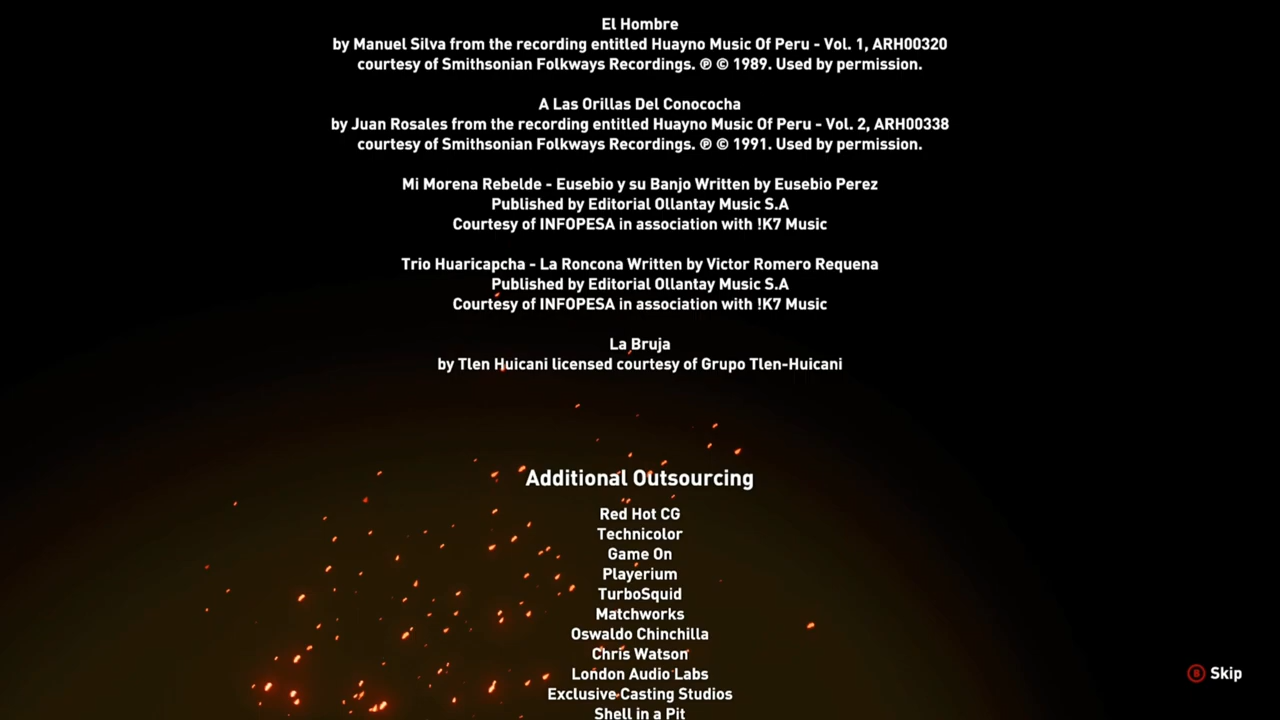 El Hombre
by Manuel Silva from the recording entitled Huayno Music Of Peru - Vol. 1, ARH00320
courtesy of Smithsonian Folkways Recordings. ℗ © 1989. Used by permission.
A Las Orillas Del Conococha
by Juan Rosales from the recording entitled Huayno Music Of Peru - Vol. 2, ARH00338
courtesy of Smithsonian Folkways Recordings. ℗ © 1991. Used by permission.
Mi Morena Rebelde - Eusebio y su Banjo Written by Eusebio Perez
Published by Editorial Ollantay Music S.A
Courtesy of INFOPESA in association with !K7 Music
Trio Huaricapcha - La Roncona Written by Victor Romero Requena
Published by Editorial Ollantay Music S.A
Courtesy of INFOPESA in association with !K7 Music
La Bruja
by Tlen Huicani licensed courtesy of Grupo Tlen-Huicani
Additional Outsourcing
Red Hot CG
Technicolor
Game On
Playerium
TurboSquid
Matchworks
Oswaldo Chinchilla
Chris Watson
London Audio Labs
Exclusive Casting Studios
Shell in a Pit
B Skip